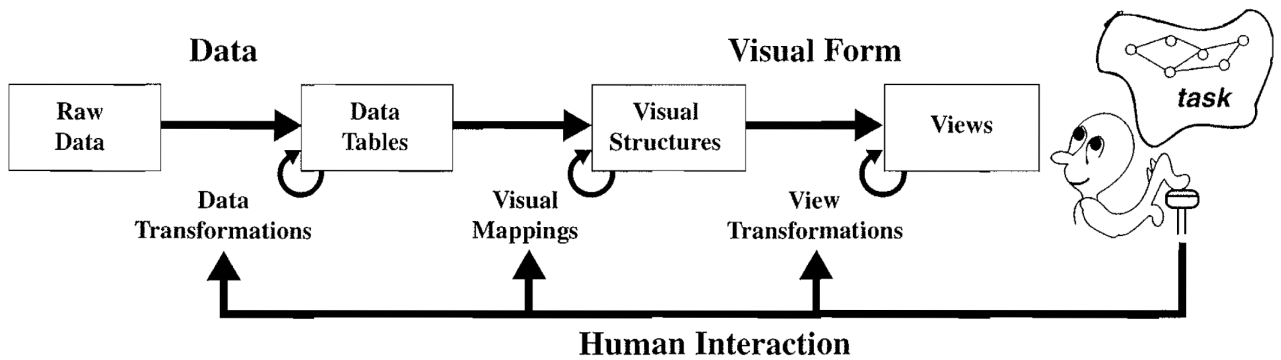 Data
Visual Form
Raw
Data
Data
Tables
Visual
Structures
Views
task
Data
Transformations
Visual
Mappings
View
Transformations
Human Interaction